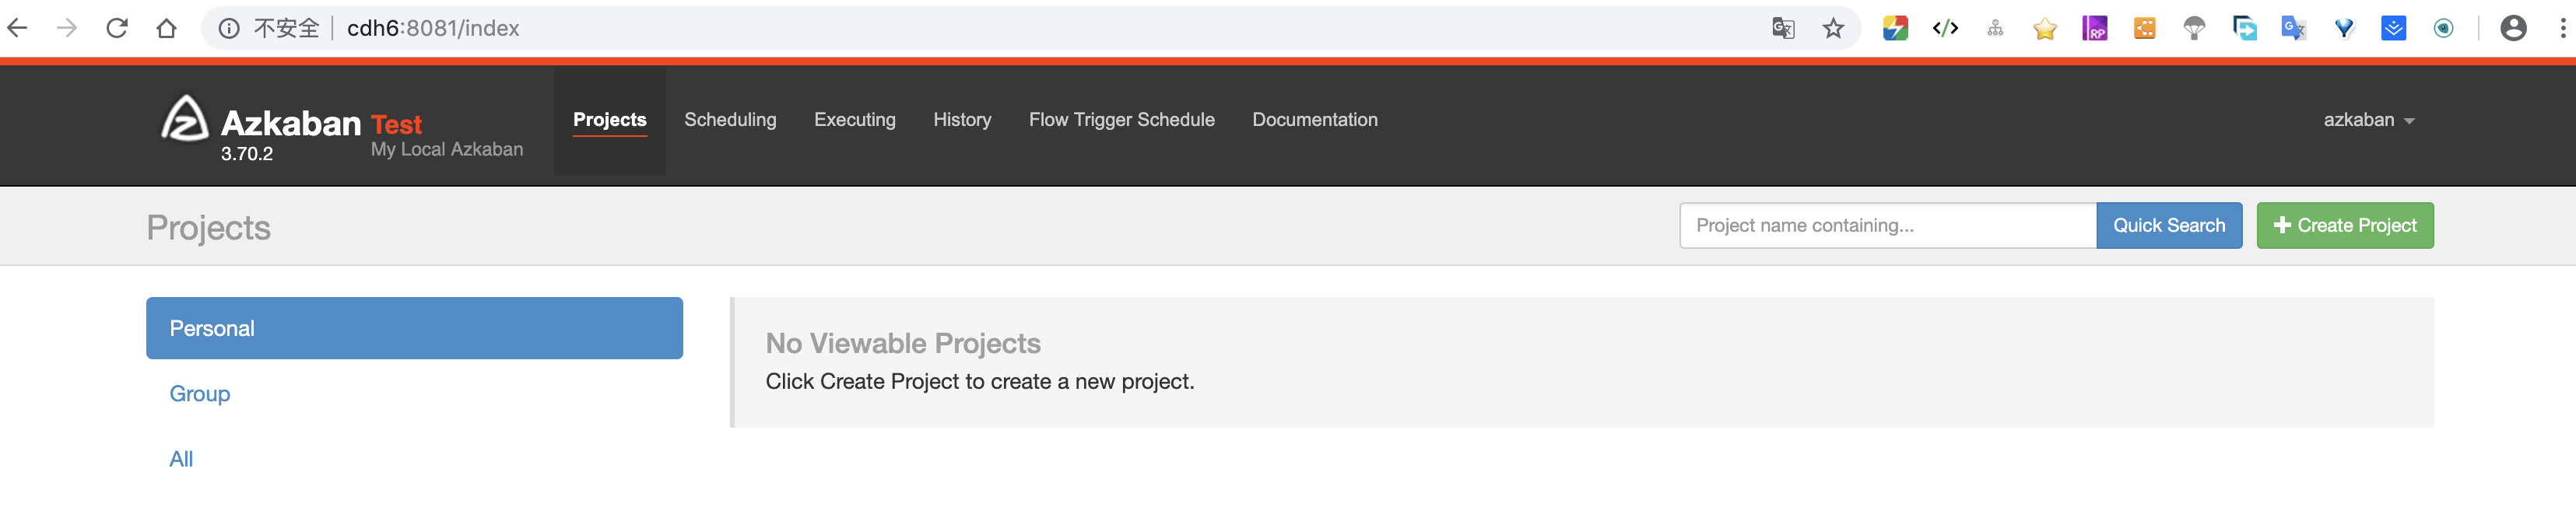 不安全 cdh6:8081/index
Azkaban Test
3.70.2 My Local Azkaban
Projects Scheduling Executing History Flow Trigger Schedule Documentation azkaban
Projects
Project name containing... Quick Search Create Project
Personal
Group
All
No Viewable Projects
Click Create Project to create a new project.